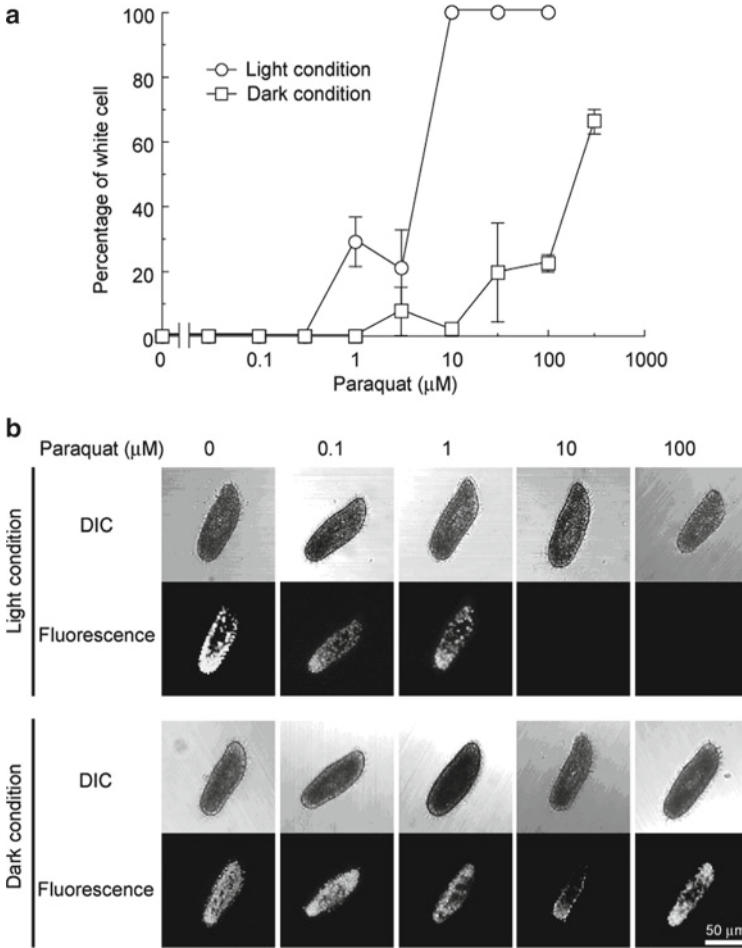 a
100
80
60
40
20
0
Percentage of white cell
Light condition
Dark condition
0 0.1 1 10 100 1000
Paraquat (μM)
b
Paraquat (μM) 0 0.1 1 10 100
Light condition
DIC
Fluorescence
Dark condition
DIC
Fluorescence
50 μm